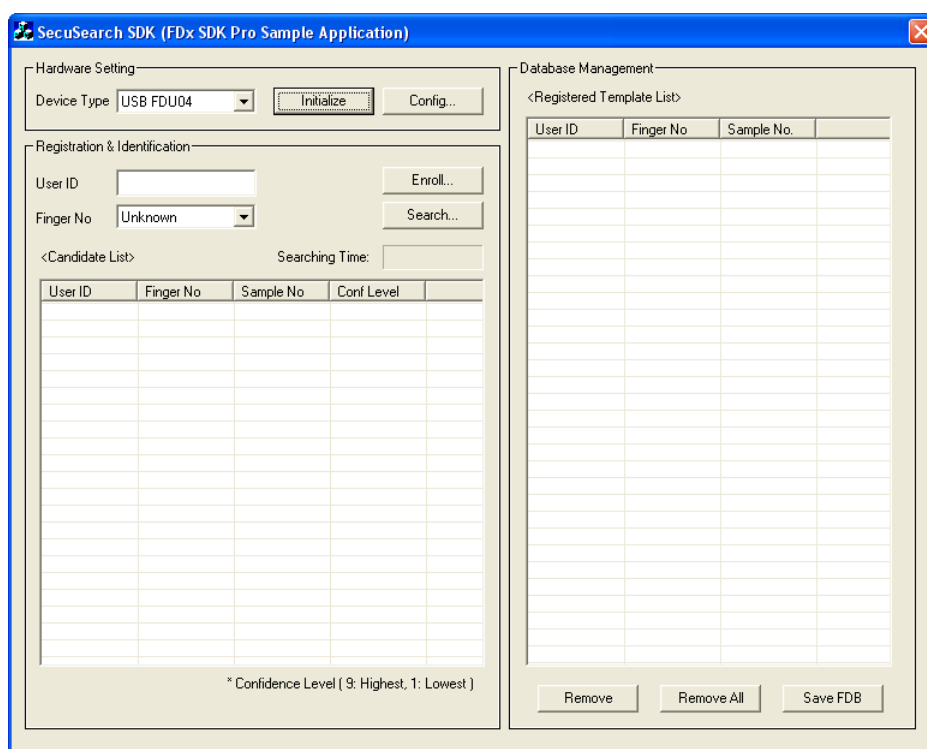 SecuSearch SDK (FDx SDK Pro Sample Application)
Hardware Setting
Device Type USB FDU04 Initialize Config...
Registration & Identification
User ID Enroll...
Finger No Unknown Search...
<Candidate List> Searching Time:
User ID Finger No Sample No Conf Level
* Confidence Level ( 9: Highest, 1: Lowest )
Database Management
<Registered Template List>
User ID Finger No Sample No.
Remove Remove All Save FDB